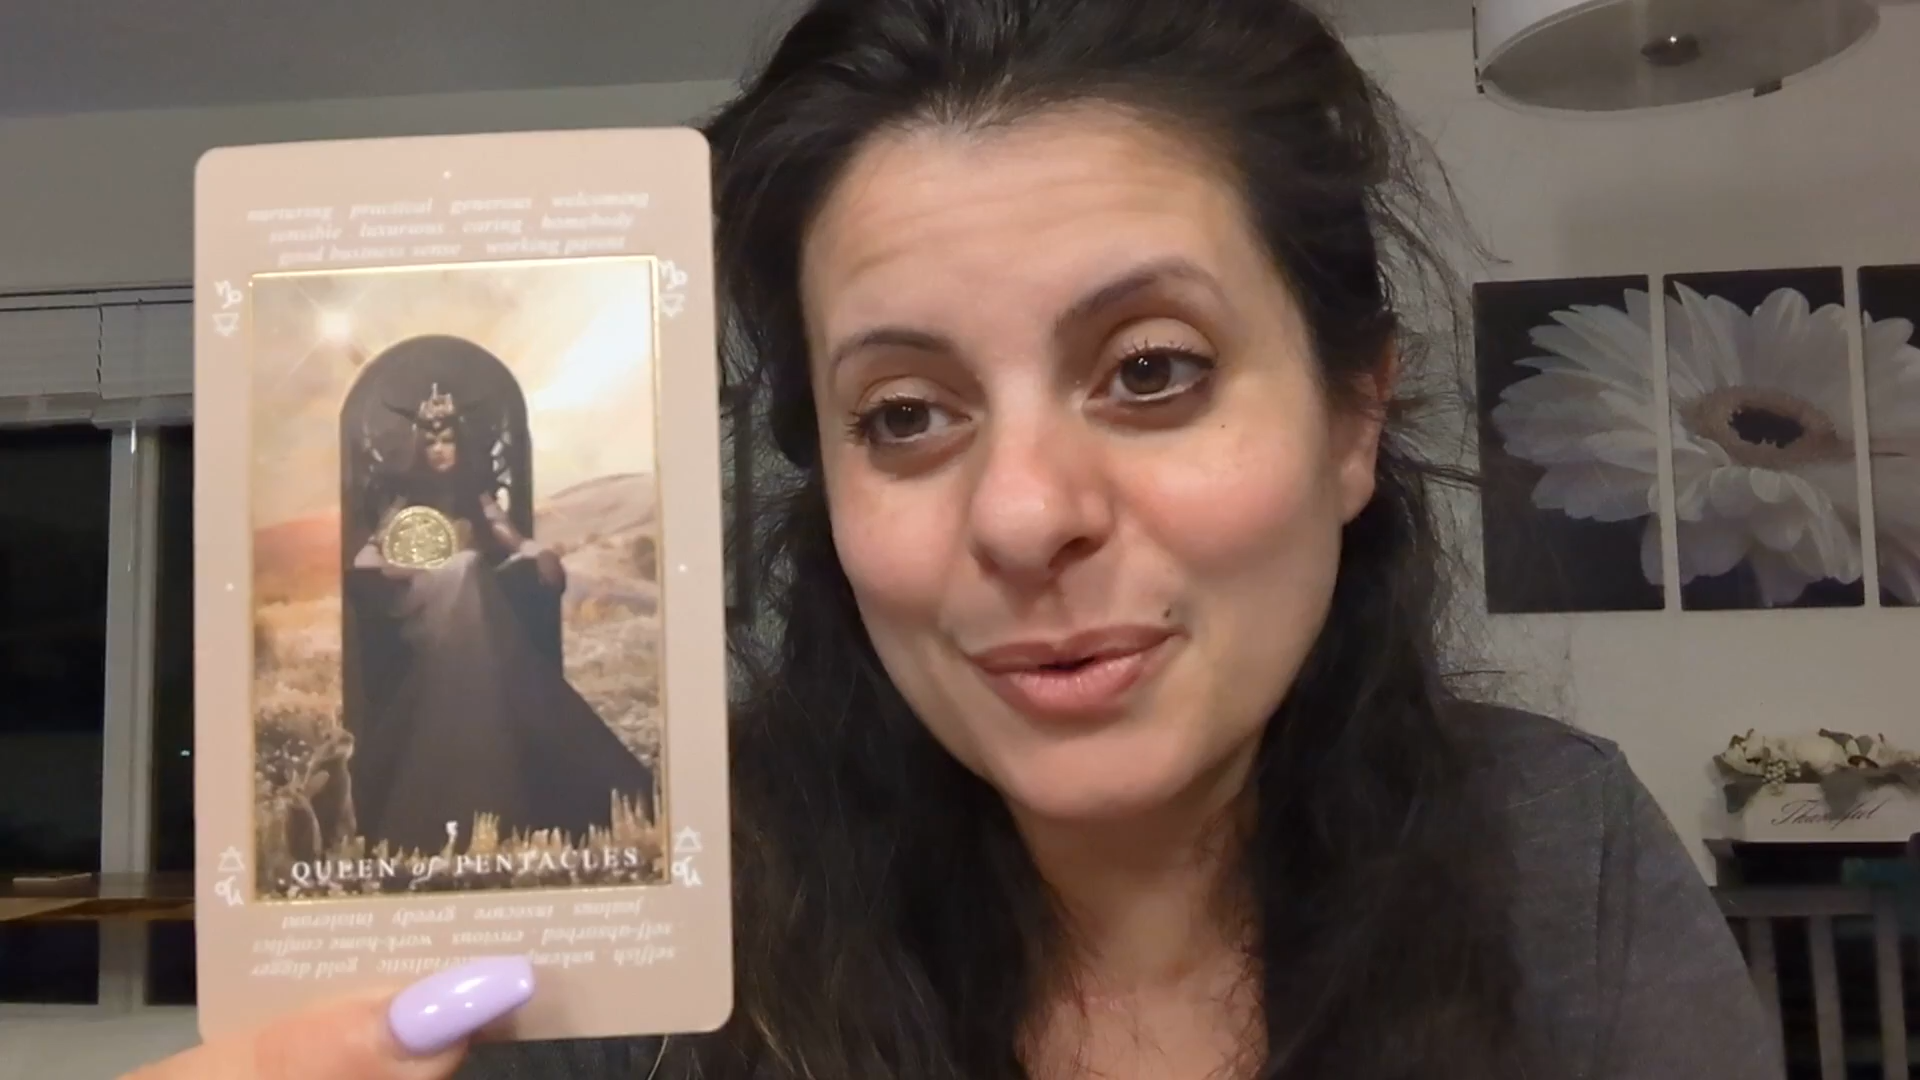 nurturing practical generous welcoming
sensible luxurious caring homebody
good business sense working parent
QUEEN of PENTACLES
jealous insecure greedy intolerant
self-absorbed envious work-home conflict
selfish unkempt materialistic gold digger
Thankful